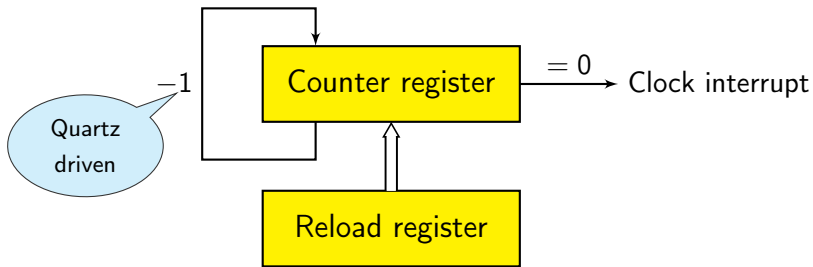 = 0
Counter register
Clock interrupt
−1
Quartz
driven
Reload register